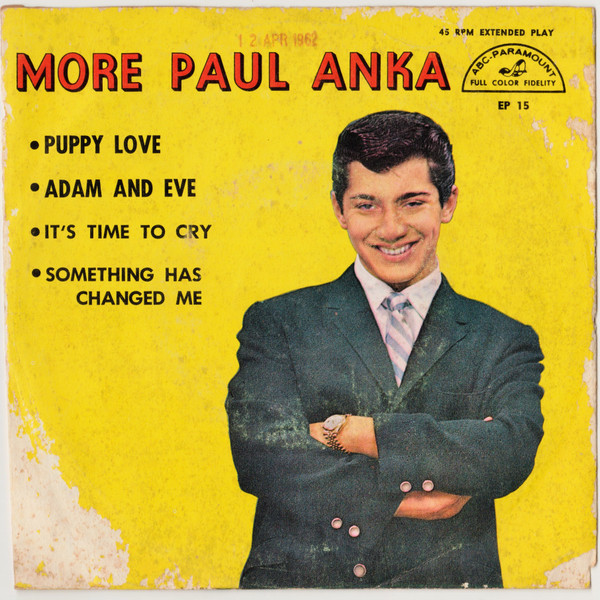 45 RPM EXTENDED PLAY
12 APR 1962
MORE PAUL ANKA
ABC-PARAMOUNT
FULL COLOR FIDELITY
EP 15
• PUPPY LOVE
• ADAM AND EVE
• IT'S TIME TO CRY
• SOMETHING HAS
CHANGED ME